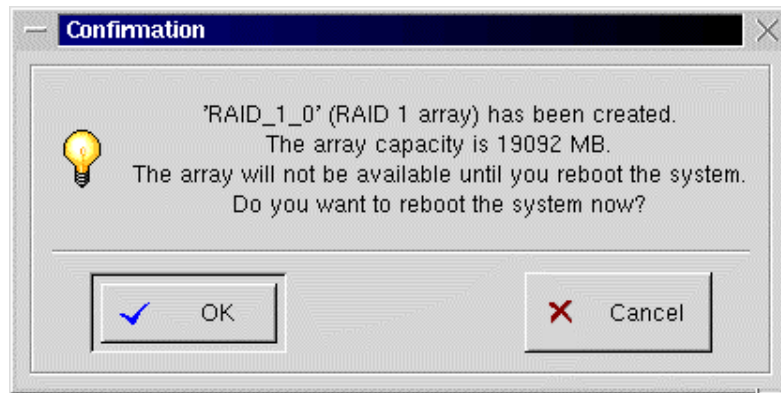 Confirmation
'RAID_1_0' (RAID 1 array) has been created.
The array capacity is 19092 MB.
The array will not be available until you reboot the system.
Do you want to reboot the system now?
OK
Cancel